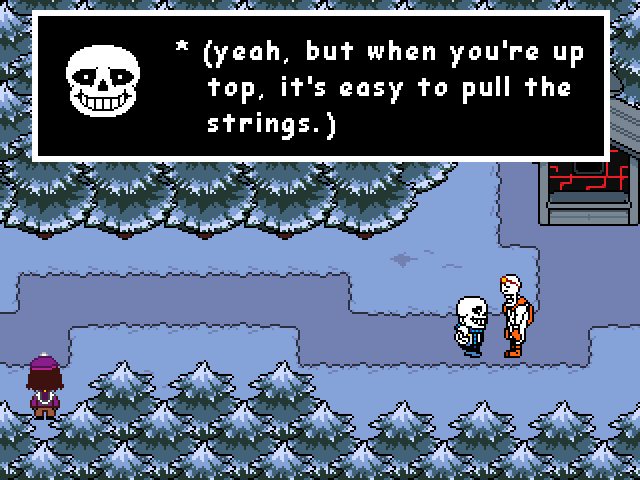 * (yeah, but when you're up
top, it's easy to pull the
strings.)